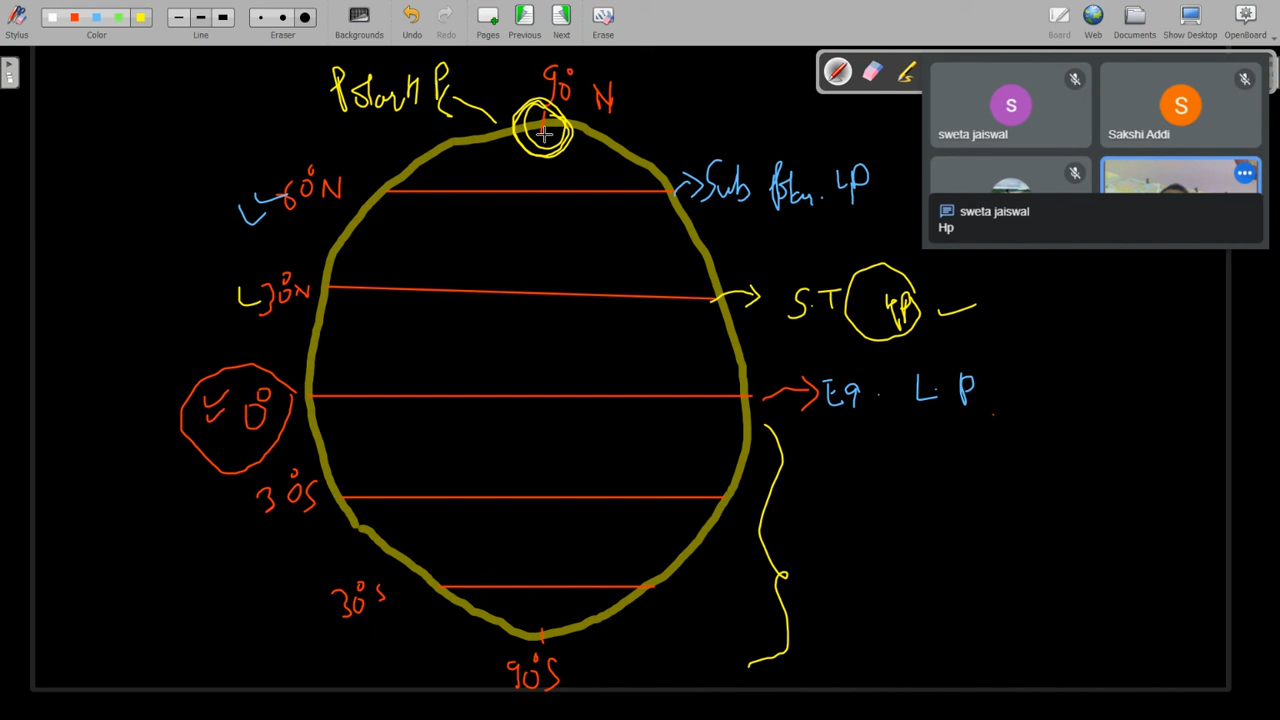 Stylus
Color
Line
Eraser
Backgrounds
Undo
Redo
Pages
Previous
Next
Erase
Board
Web
Documents
Show Desktop
OpenBoard
S
sweta jaiswal
S
Sakshi Addi
sweta jaiswal
Hp
Polar H P
90° N
60° N
Sub Polar. LP
30° N
S.T HP
0°
Eq. L. P
30° S
30° S
90° S